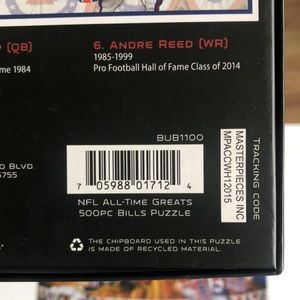 (QB)
me 1984
6. ANDRE REED (WR)
1985-1999
Pro Football Hall of Fame Class of 2014
BUB1100
O BLVD.
5755
7 05988 01712 4
NFL ALL-TIME GREATS
500PC BILLS PUZZLE
MASTERPIECES INC
MPACCWH12015
TRACKING CODE
THE CHIPBOARD USED IN THIS PUZZLE
IS MADE OF RECYCLED MATERIAL.